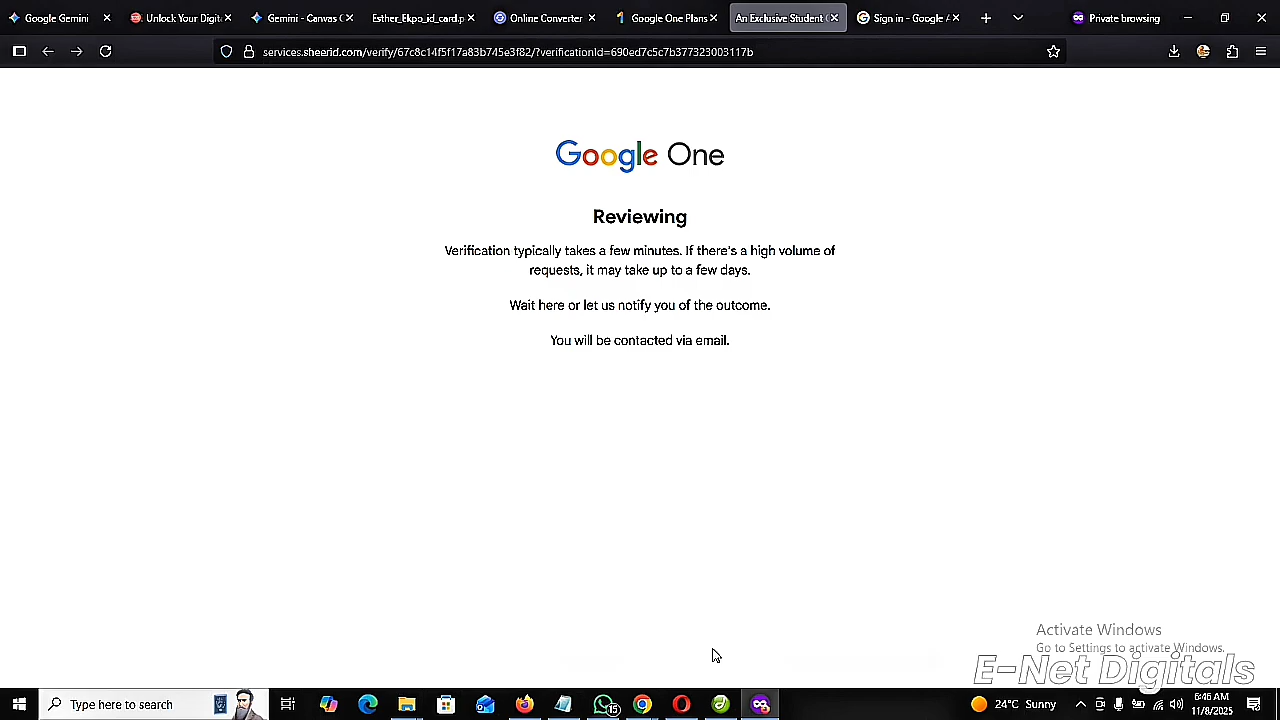 Google Gemini
Unlock Your Digit
Gemini - Canvas C
Esther_Ekpo_id_card.p
Online Converter
Google One Plans
An Exclusive Student
Sign in - Google A
Private browsing
services.sheerid.com/verify/67c8c14f5f17a83b745e3f82/?verificationId=690ed7c5c7b377323003117b
Google One
Reviewing
Verification typically takes a few minutes. If there's a high volume of
requests, it may take up to a few days.
Wait here or let us notify you of the outcome.
You will be contacted via email.
Activate Windows
Go to Settings to activate Windows.
E-Net Digitals
Type here to search
15
24°C Sunny
6:46 AM
11/8/2025